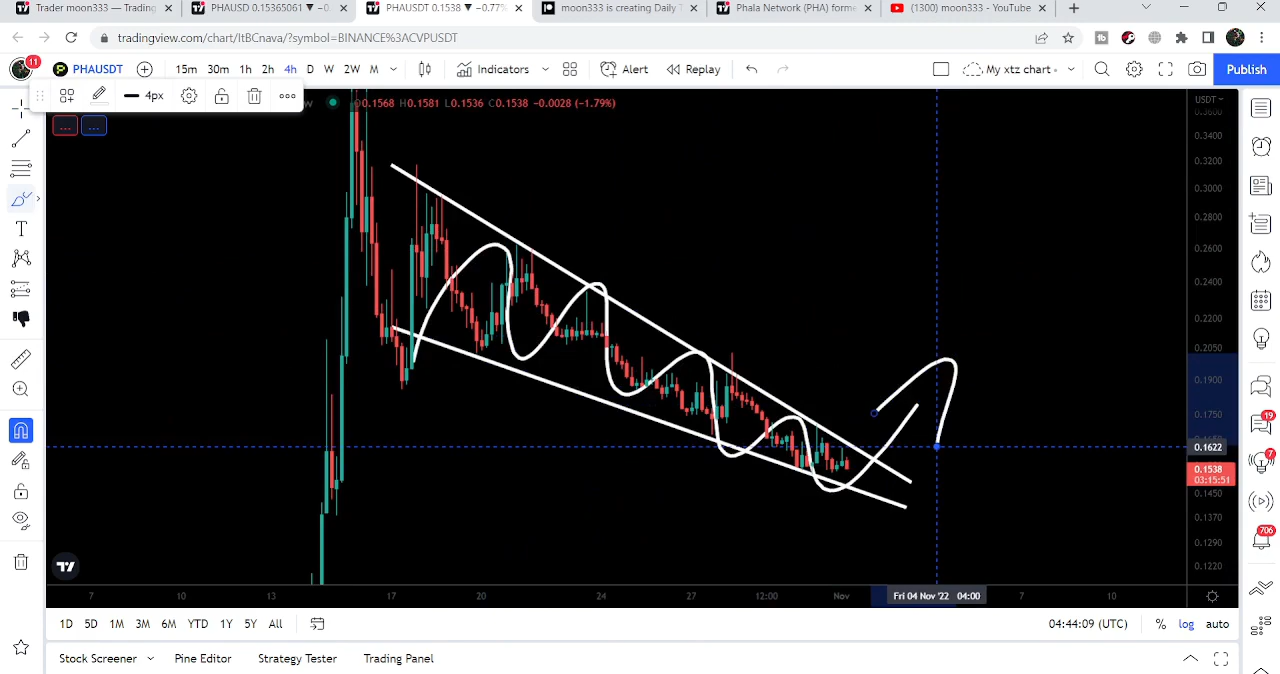 Trader moon333 — Trading
PHAUSD 0.15365061 ▼ −0
PHAUSDT 0.1538 ▼ −0.77%
moon333 is creating Daily T
Phala Network (PHA) forme
(1300) moon333 - YouTube
tradingview.com/chart/ItBCnava/?symbol=BINANCE%3ACVPUSDT
11
PHAUSDT
15m 30m 1h 2h 4h D W 2W M
Indicators
Alert
Replay
My xtz chart
Publish
4px
w
O0.1568 H0.1581 L0.1536 C0.1538 −0.0028 (−1.79%)
USDT
... ...
0.3600
0.3400
0.3200
0.3000
0.2800
0.2600
0.2400
0.2200
0.2050
0.1900
0.1750
0.1622
0.1538
03:15:51
0.1450
0.1370
0.1290
0.1220
19
7
706
7 10 13 17 20 24 27 12:00 Nov Fri 04 Nov '22 04:00 7 10
1D 5D 1M 3M 6M YTD 1Y 5Y All
04:44:09 (UTC) % log auto
Stock Screener Pine Editor Strategy Tester Trading Panel